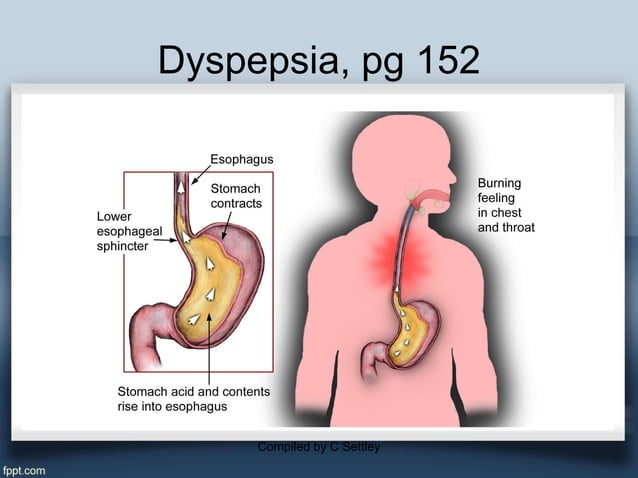 Dyspepsia, pg 152
Esophagus
Stomach
contracts
Lower
esophageal
sphincter
Stomach acid and contents
rise into esophagus
Burning
feeling
in chest
and throat
Compiled by C Settley
fppt.com